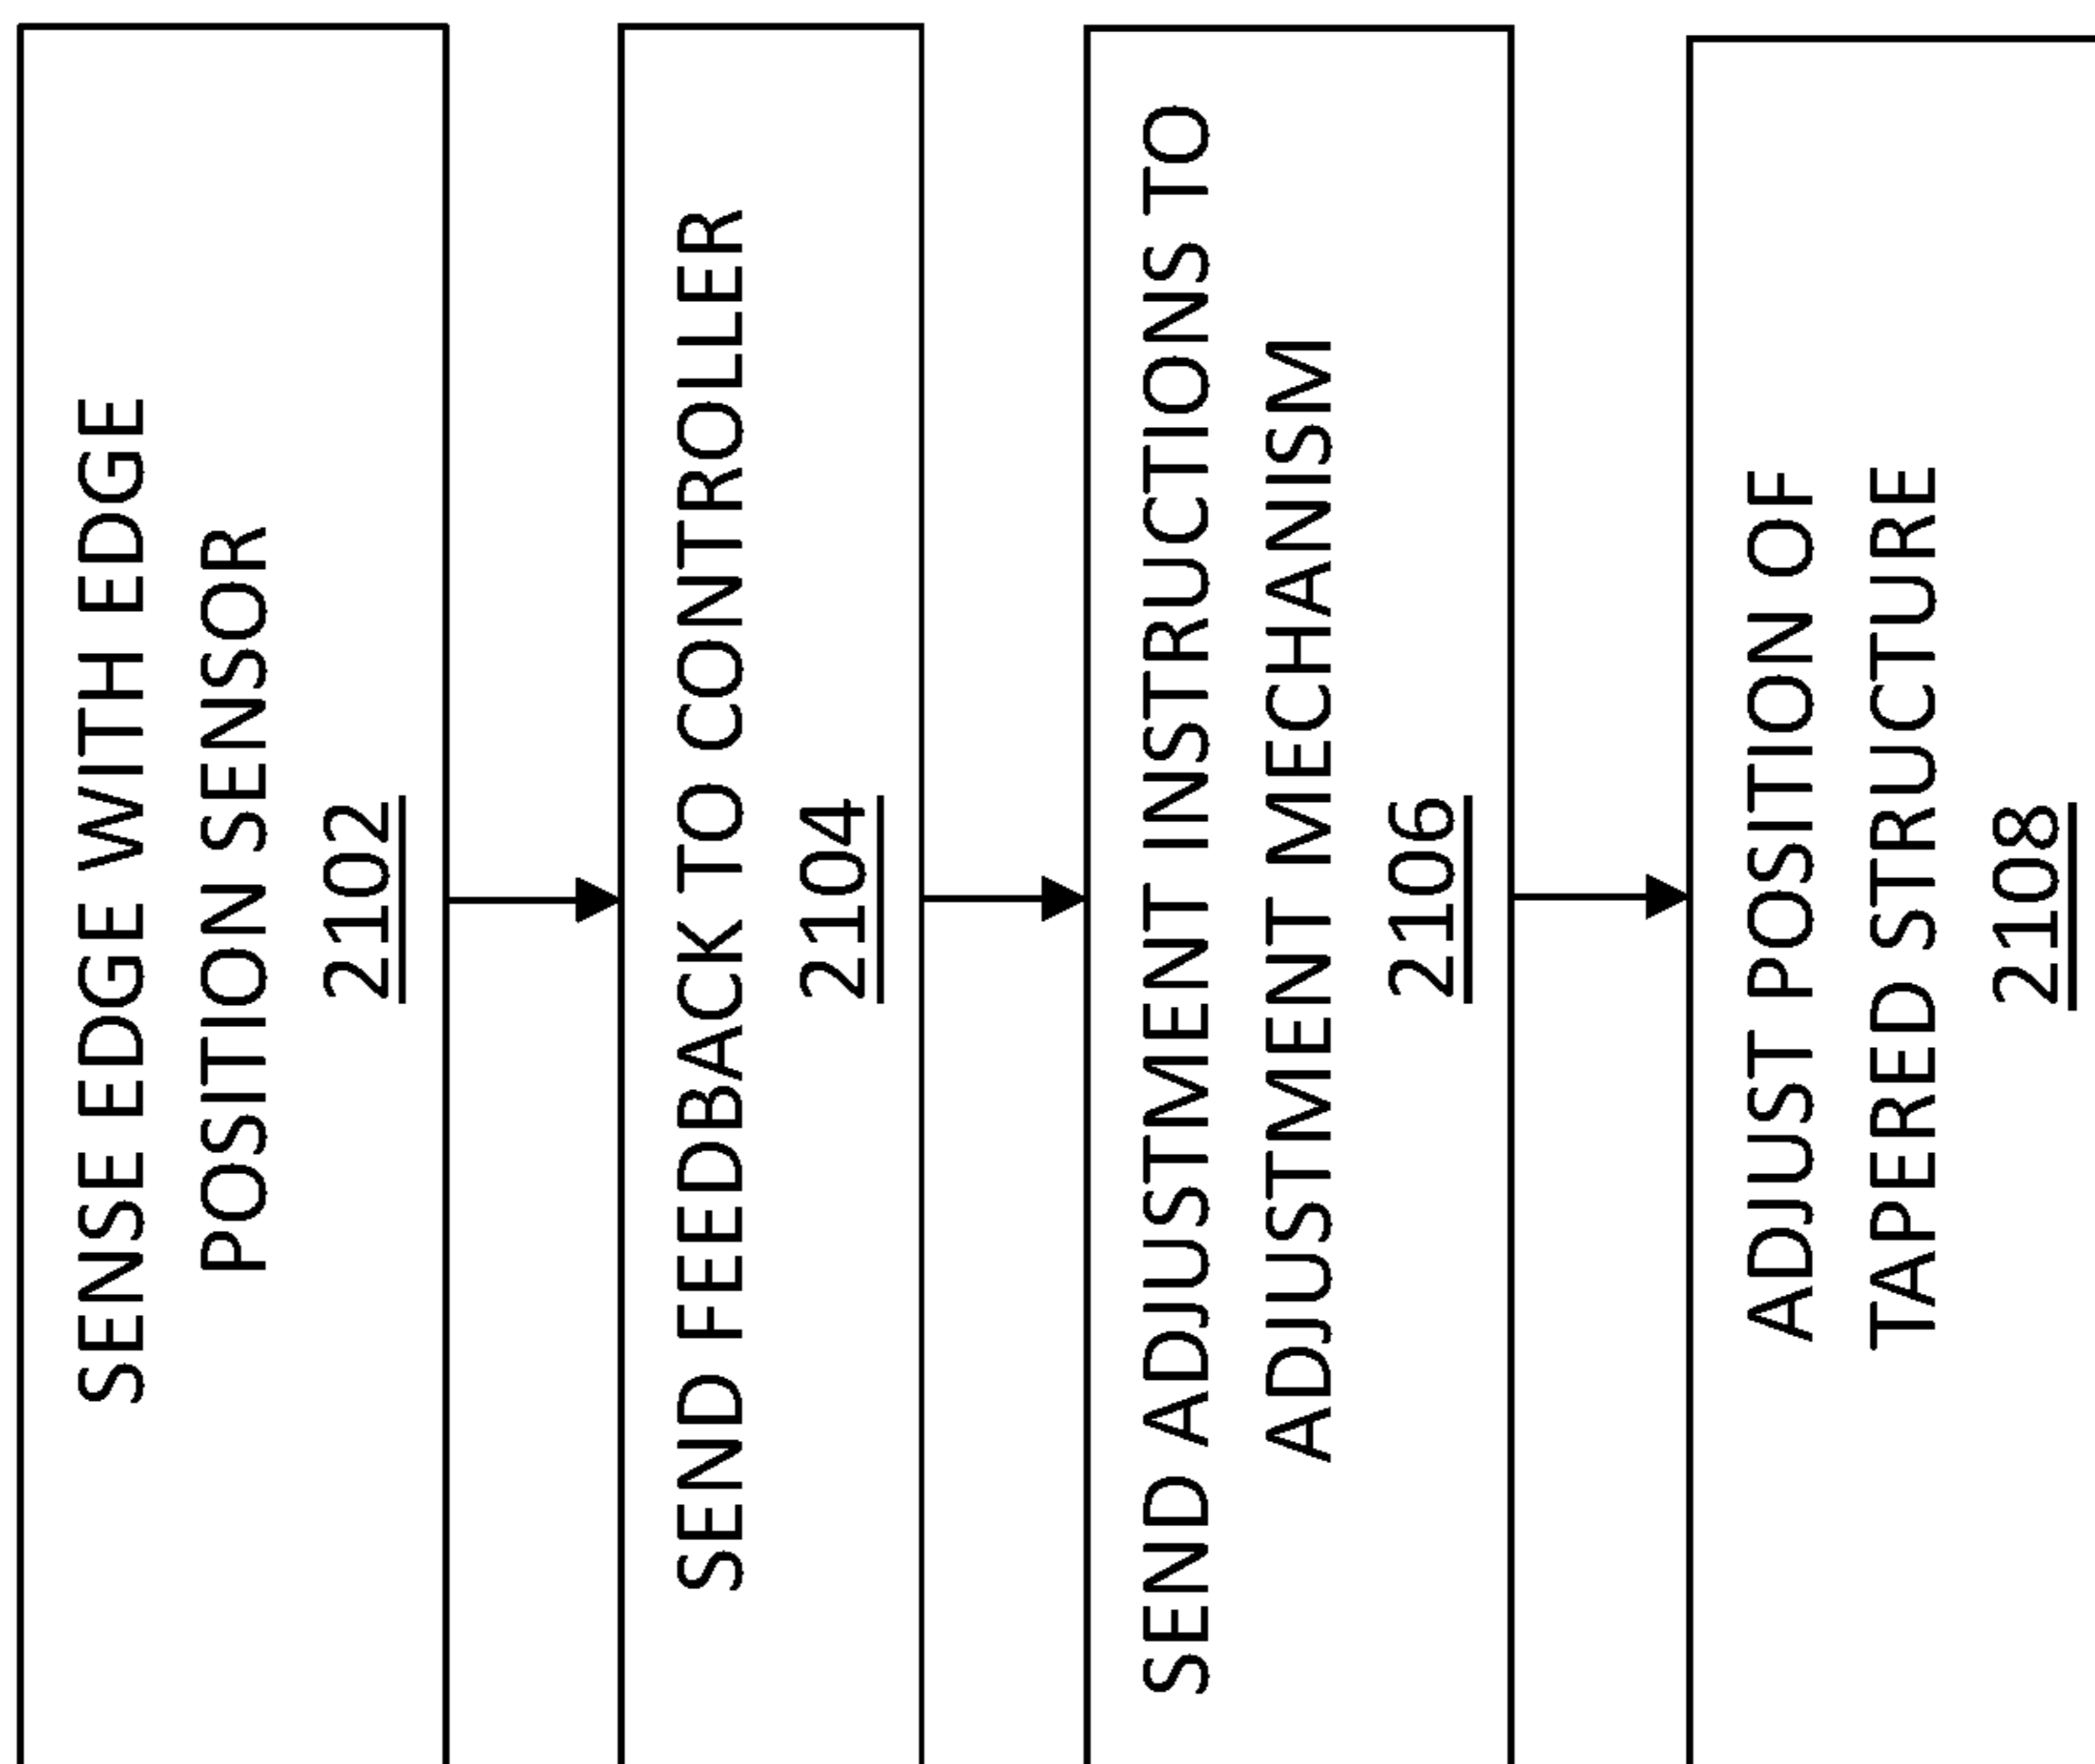 SENSE EDGE WITH EDGE
POSITION SENSOR
2102
SEND FEEDBACK TO CONTROLLER
2104
SEND ADJUSTMENT INSTRUCTIONS TO
ADJUSTMENT MECHANISM
2106
ADJUST POSITION OF
TAPERED STRUCTURE
2108